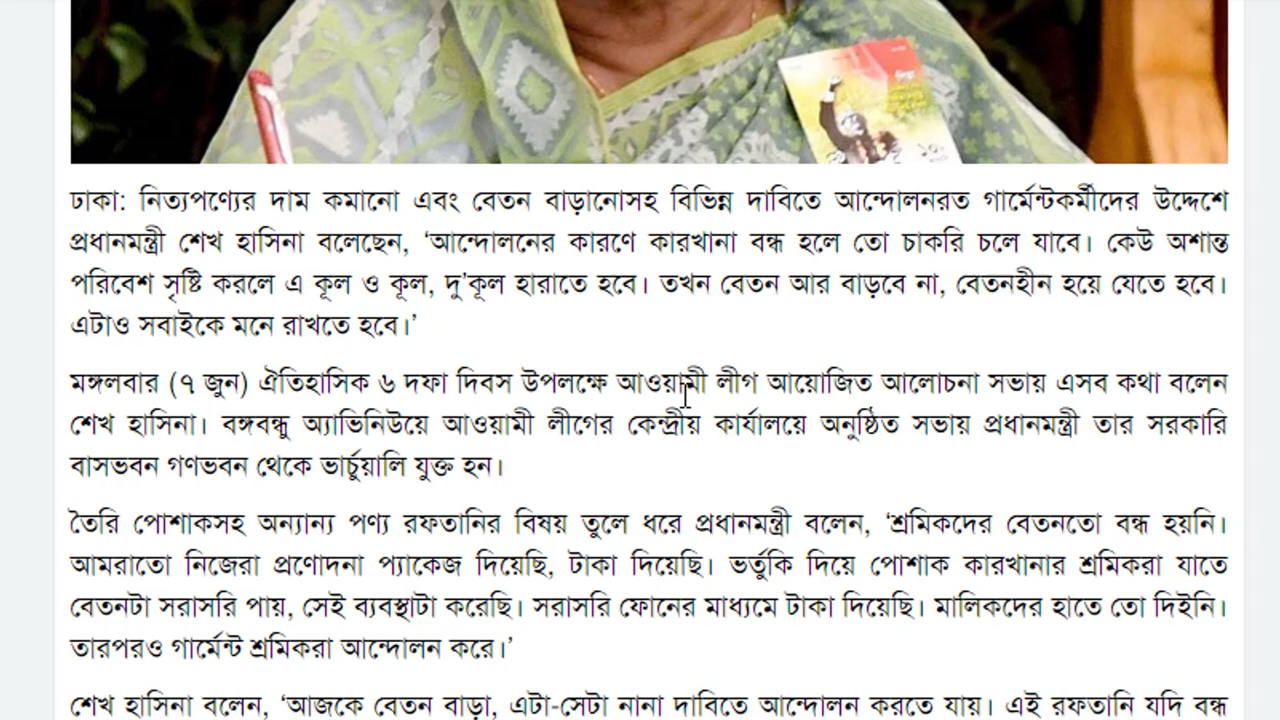 ঢাকা: নিত্যপণ্যের দাম কমানো এবং বেতন বাড়ানোসহ বিভিন্ন দাবিতে আন্দোলনরত গার্মেন্টকর্মীদের উদ্দেশে
প্রধানমন্ত্রী শেখ হাসিনা বলেছেন, ‘আন্দোলনের কারণে কারখানা বন্ধ হলে তো চাকরি চলে যাবে। কেউ অশান্ত
পরিবেশ সৃষ্টি করলে এ কূল ও কূল, দু’কূল হারাতে হবে। তখন বেতন আর বাড়বে না, বেতনহীন হয়ে যেতে হবে।
এটাও সবাইকে মনে রাখতে হবে।’
মঙ্গলবার (৭ জুন) ঐতিহাসিক ৬ দফা দিবস উপলক্ষে আওয়ামী লীগ আয়োজিত আলোচনা সভায় এসব কথা বলেন
শেখ হাসিনা। বঙ্গবন্ধু অ্যাভিনিউয়ে আওয়ামী লীগের কেন্দ্রীয় কার্যালয়ে অনুষ্ঠিত সভায় প্রধানমন্ত্রী তার সরকারি
বাসভবন গণভবন থেকে ভার্চুয়ালি যুক্ত হন।
তৈরি পোশাকসহ অন্যান্য পণ্য রফতানির বিষয় তুলে ধরে প্রধানমন্ত্রী বলেন, ‘শ্রমিকদের বেতনতো বন্ধ হয়নি।
আমরাতো নিজেরা প্রণোদনা প্যাকেজ দিয়েছি, টাকা দিয়েছি। ভর্তুকি দিয়ে পোশাক কারখানার শ্রমিকরা যাতে
বেতনটা সরাসরি পায়, সেই ব্যবস্থাটা করেছি। সরাসরি ফোনের মাধ্যমে টাকা দিয়েছি। মালিকদের হাতে তো দিইনি।
তারপরও গার্মেন্ট শ্রমিকরা আন্দোলন করে।’
শেখ হাসিনা বলেন, ‘আজকে বেতন বাড়া, এটা-সেটা নানা দাবিতে আন্দোলন করতে যায়। এই রফতানি যদি বন্ধ